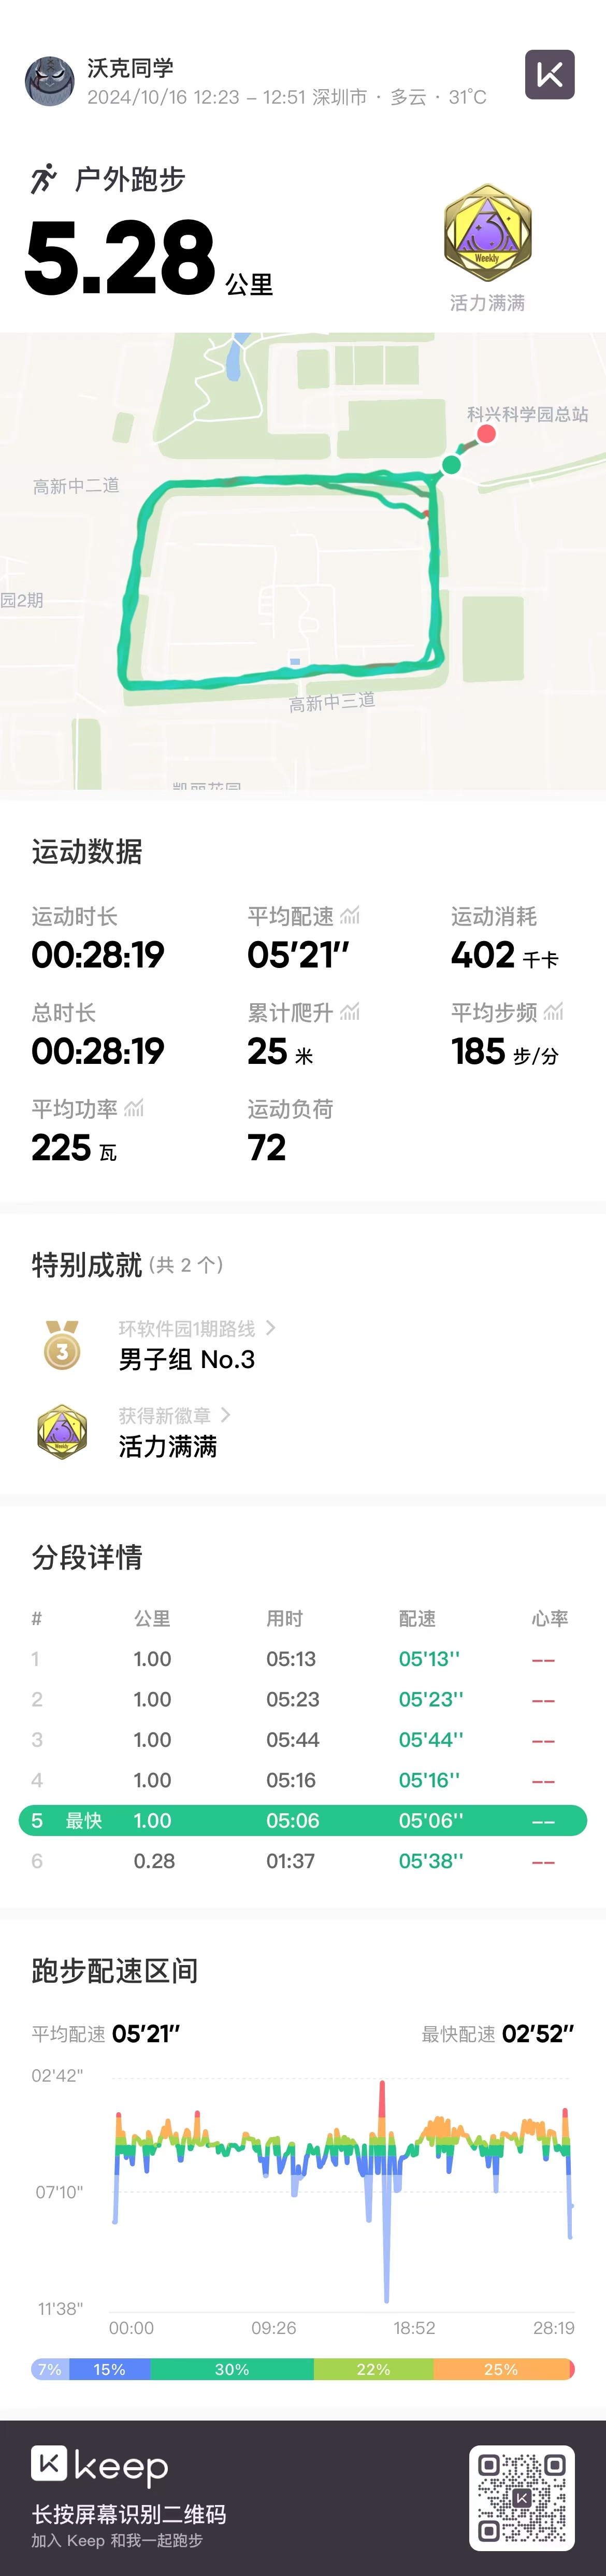 沃克同学
2024/10/16 12:23 – 12:51 深圳市 · 多云 · 31°C
户外跑步
5.28 公里
3
Weekly
活力满满
科兴科学园总站
高新中二道
园2期
高新中三道
凯丽花园
运动数据
运动时长 平均配速 运动消耗
00:28:19 05'21'' 402 千卡
总时长 累计爬升 平均步频
00:28:19 25 米 185 步/分
平均功率 运动负荷
225 瓦 72
特别成就 (共 2 个)
3
环软件园1期路线 >
男子组 No.3
Weekly
获得新徽章 >
活力满满
分段详情
# 公里 用时 配速 心率
1 1.00 05:13 05'13'' --
2 1.00 05:23 05'23'' --
3 1.00 05:44 05'44'' --
4 1.00 05:16 05'16'' --
5 最快 1.00 05:06 05'06'' --
6 0.28 01:37 05'38'' --
跑步配速区间
平均配速 05'21'' 最快配速 02'52''
02'42"
07'10"
11'38"
00:00 09:26 18:52 28:19
7% 15% 30% 22% 25%
keep
长按屏幕识别二维码
加入 Keep 和我一起跑步